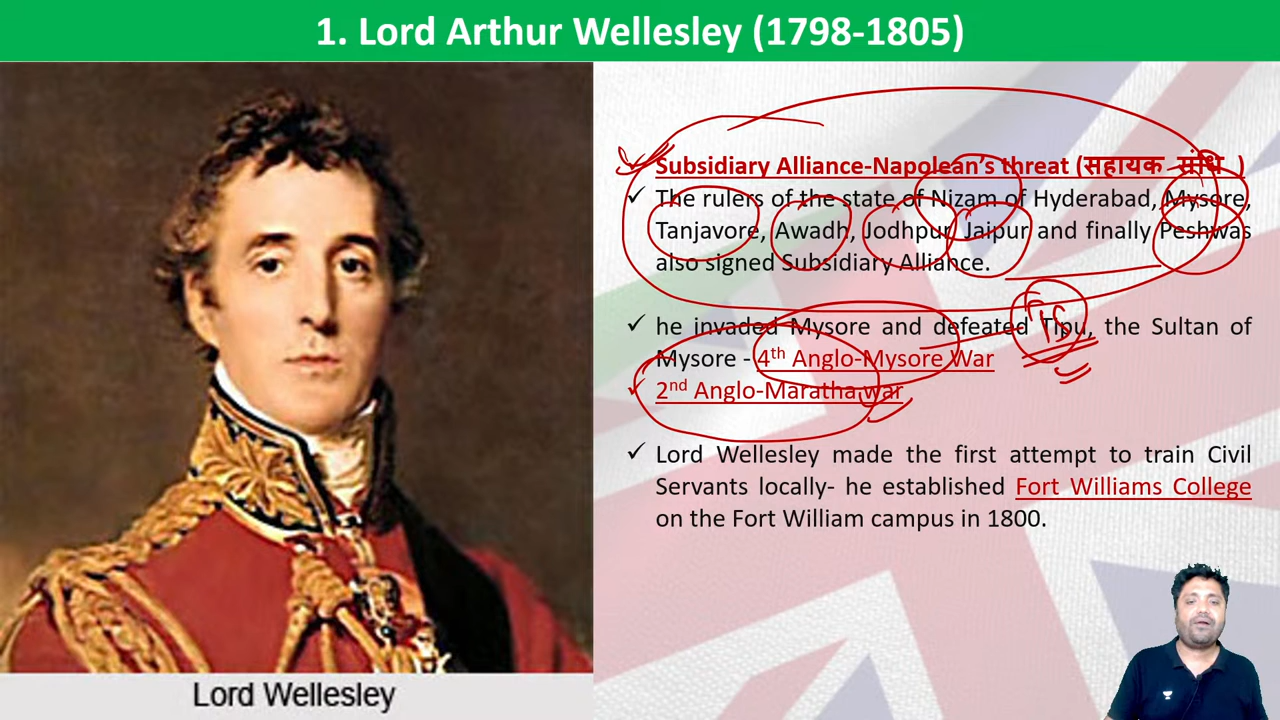 1. Lord Arthur Wellesley (1798-1805)
✓ Subsidiary Alliance-Napolean's threat (सहायक संधि )
✓ The rulers of the state of Nizam of Hyderabad, Mysore,
Tanjavore, Awadh, Jodhpur, Jaipur and finally Peshwas
also signed Subsidiary Alliance.
✓ he invaded Mysore and defeated Tipu, the Sultan of
Mysore - 4th Anglo-Mysore War
✓ 2nd Anglo-Maratha war
✓ Lord Wellesley made the first attempt to train Civil
Servants locally- he established Fort Williams College
on the Fort William campus in 1800.
Lord Wellesley